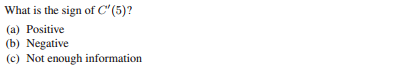 What is the sign of C′(5)?
(a) Positive
(b) Negative
(c) Not enough information